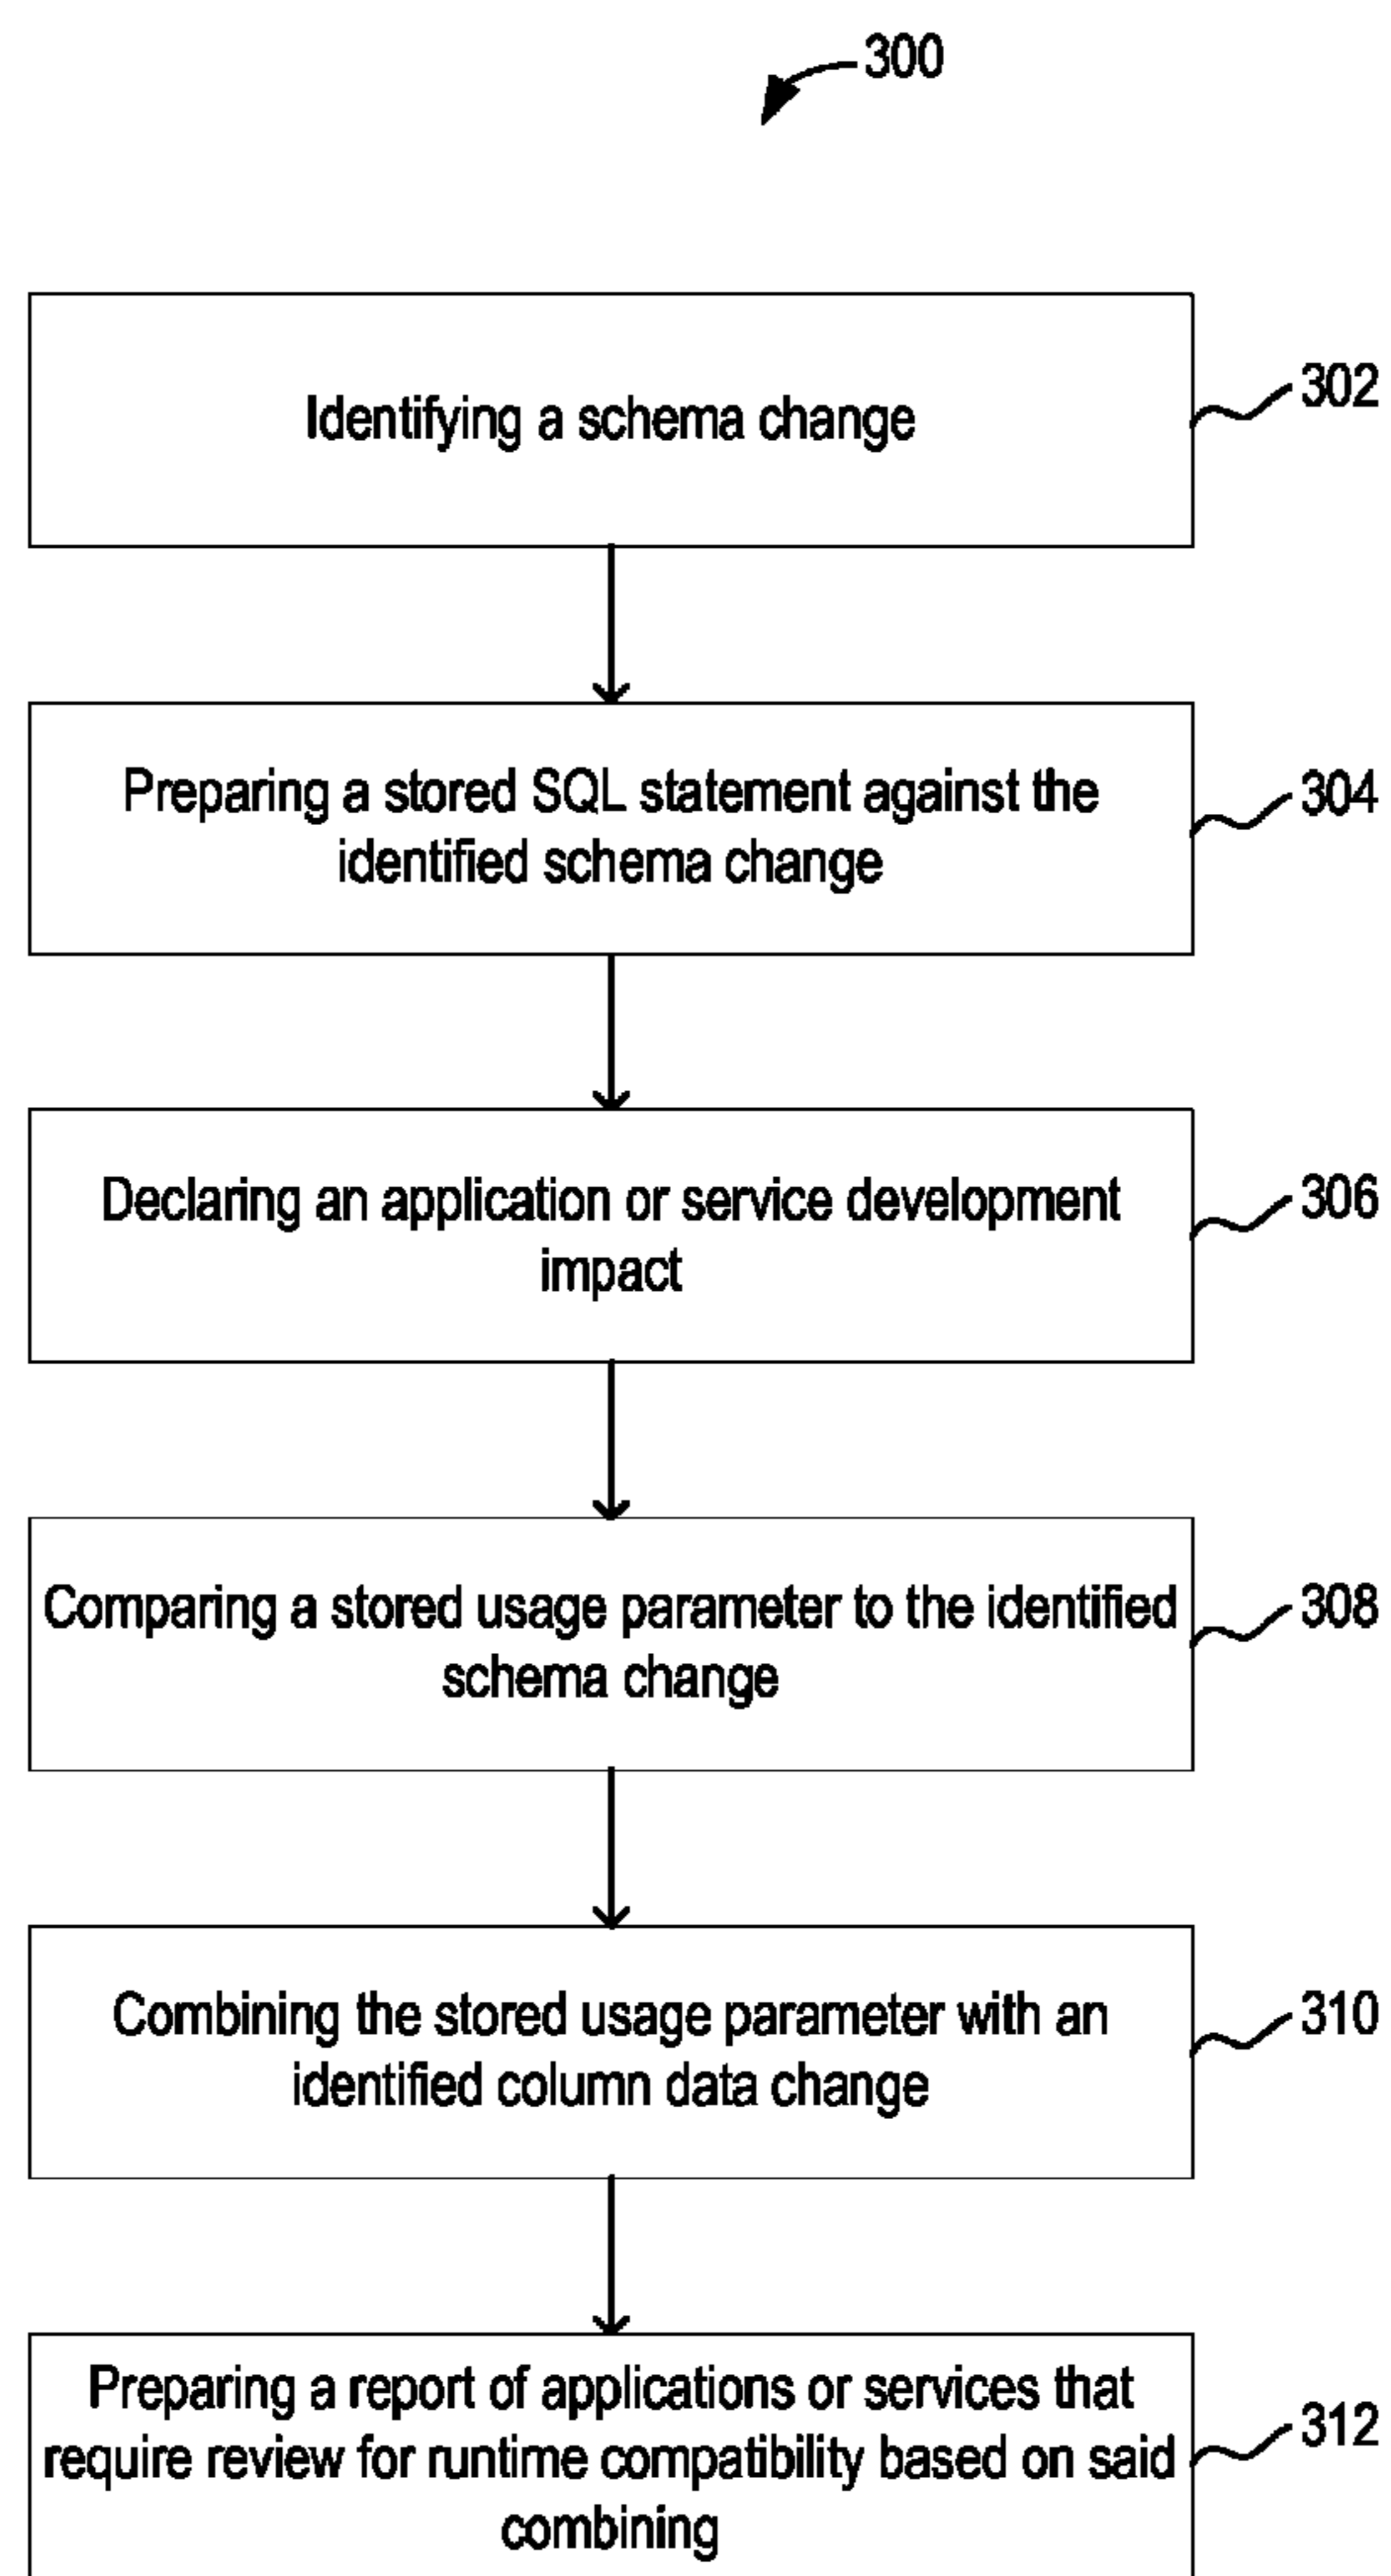 300
Identifying a schema change
302
Preparing a stored SQL statement against the
identified schema change
304
Declaring an application or service development
impact
306
Comparing a stored usage parameter to the identified
schema change
308
Combining the stored usage parameter with an
identified column data change
310
Preparing a report of applications or services that
require review for runtime compatibility based on said
combining
312